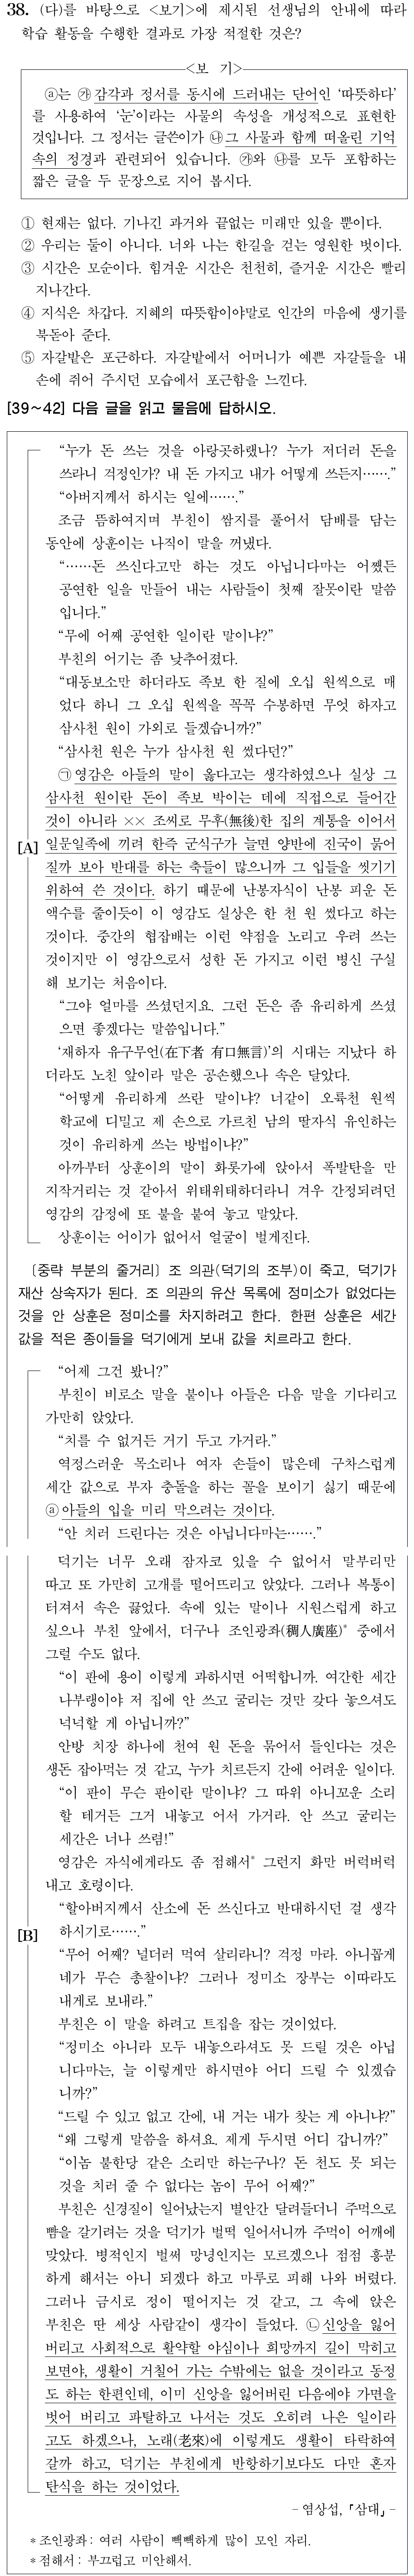 38. (다)를 바탕으로 <보기>에 제시된 선생님의 안내에 따라
학습 활동을 수행한 결과로 가장 적절한 것은?
<보 기>
ⓐ는 ㉮ 감각과 정서를 동시에 드러내는 단어인 ‘따뜻하다’
를 사용하여 ‘눈’이라는 사물의 속성을 개성적으로 표현한
것입니다. 그 정서는 글쓴이가 ㉯ 그 사물과 함께 떠올린 기억
속의 정경과 관련되어 있습니다. ㉮와 ㉯를 모두 포함하는
짧은 글을 두 문장으로 지어 봅시다.
① 현재는 없다. 기나긴 과거와 끝없는 미래만 있을 뿐이다.
② 우리는 둘이 아니다. 너와 나는 한길을 걷는 영원한 벗이다.
③ 시간은 모순이다. 힘겨운 시간은 천천히, 즐거운 시간은 빨리
지나간다.
④ 지식은 차갑다. 지혜의 따뜻함이야말로 인간의 마음에 생기를
북돋아 준다.
⑤ 자갈밭은 포근하다. 자갈밭에서 어머니가 예쁜 자갈들을 내
손에 쥐어 주시던 모습에서 포근함을 느낀다.
[39~42] 다음 글을 읽고 물음에 답하시오.
“누가 돈 쓰는 것을 아랑곳하랬나? 누가 저더러 돈을
쓰라니 걱정인가? 내 돈 가지고 내가 어떻게 쓰든지…….”
“아버지께서 하시는 일에…….”
조금 뜸하여지며 부친이 쌈지를 풀어서 담배를 담는
동안에 상훈이는 나직이 말을 꺼냈다.
“……돈 쓰신다고만 하는 것도 아닙니다마는 어쨌든
공연한 일을 만들어 내는 사람들이 첫째 잘못이란 말씀
입니다.”
“무에 어째 공연한 일이란 말이냐?”
부친의 어기는 좀 낮추어졌다.
“대동보소만 하더라도 족보 한 질에 오십 원씩으로 매
었다 하니 그 오십 원씩을 꼭꼭 수봉하면 무엇 하자고
삼사천 원이 가외로 들겠습니까?”
“삼사천 원은 누가 삼사천 원 썼다던?”
㉠ 영감은 아들의 말이 옳다고는 생각하였으나 실상 그
삼사천 원이란 돈이 족보 박이는 데에 직접으로 들어간
것이 아니라 ×× 조씨로 무후(無後)한 집의 계통을 이어서
[A] 일문일족에 끼려 한즉 군식구가 늘면 양반에 진국이 묽어
질까 보아 반대를 하는 축들이 많으니까 그 입들을 씻기기
위하여 쓴 것이다. 하기 때문에 난봉자식이 난봉 피운 돈
액수를 줄이듯이 이 영감도 실상은 한 천 원 썼다고 하는
것이다. 중간의 협잡배는 이런 약점을 노리고 우려 쓰는
것이지만 이 영감으로서 성한 돈 가지고 이런 병신 구실
해 보기는 처음이다.
“그야 얼마를 쓰셨던지요. 그런 돈은 좀 유리하게 쓰셨
으면 좋겠다는 말씀입니다.”
‘재하자 유구무언(在下者 有口無言)’의 시대는 지났다 하
더라도 노친 앞이라 말은 공손했으나 속은 달았다.
“어떻게 유리하게 쓰란 말이냐? 너같이 오륙천 원씩
학교에 디밀고 제 손으로 가르친 남의 딸자식 유인하는
것이 유리하게 쓰는 방법이냐?”
아까부터 상훈이의 말이 화롯가에 앉아서 폭발탄을 만
지작거리는 것 같아서 위태위태하더라니 겨우 간정되려던
영감의 감정에 또 불을 붙여 놓고 말았다.
상훈이는 어이가 없어서 얼굴이 벌게진다.
〔중략 부분의 줄거리〕 조 의관(덕기의 조부)이 죽고, 덕기가
재산 상속자가 된다. 조 의관의 유산 목록에 정미소가 없었다는
것을 안 상훈은 정미소를 차지하려고 한다. 한편 상훈은 세간
값을 적은 종이들을 덕기에게 보내 값을 치르라고 한다.
“어제 그건 봤니?”
부친이 비로소 말을 붙이나 아들은 다음 말을 기다리고
가만히 앉았다.
“치를 수 없거든 거기 두고 가거라.”
역정스러운 목소리나 여자 손들이 많은데 구차스럽게
세간 값으로 부자 충돌을 하는 꼴을 보이기 싫기 때문에
ⓐ 아들의 입을 미리 막으려는 것이다.
“안 치러 드린다는 것은 아닙니다마는…….”
덕기는 너무 오래 잠자코 있을 수 없어서 말부리만
따고 또 가만히 고개를 떨어뜨리고 앉았다. 그러나 복통이
터져서 속은 끓었다. 속에 있는 말이나 시원스럽게 하고
싶으나 부친 앞에서, 더구나 조인광좌(稠人廣座)* 중에서
그럴 수도 없다.
“이 판에 용이 이렇게 과하시면 어떡합니까. 여간한 세간
나부랭이야 저 집에 안 쓰고 굴리는 것만 갖다 놓으셔도
넉넉할 게 아닙니까?”
안방 치장 하나에 천여 원 돈을 묶어서 들인다는 것은
생돈 잡아먹는 것 같고, 누가 치르든지 간에 어려운 일이다.
“이 판이 무슨 판이란 말이냐? 그 따위 아니꼬운 소리
할 테거든 그거 내놓고 어서 가거라. 안 쓰고 굴리는
세간은 너나 쓰렴!”
영감은 자식에게라도 좀 점해서* 그런지 화만 버럭버럭
내고 호령이다.
“할아버지께서 산소에 돈 쓰신다고 반대하시던 걸 생각
[B] 하시기로…….”
“무어 어째? 널더러 먹여 살리라니? 걱정 마라. 아니꼽게
네가 무슨 총찰이냐? 그러나 정미소 장부는 이따라도
내게로 보내라.”
부친은 이 말을 하려고 트집을 잡는 것이었다.
“정미소 아니라 모두 내놓으라셔도 못 드릴 것은 아닙
니다마는, 늘 이렇게만 하시면야 어디 드릴 수 있겠습
니까?”
“드릴 수 있고 없고 간에, 내 거는 내가 찾는 게 아니냐?”
“왜 그렇게 말씀을 하셔요. 제게 두시면 어디 갑니까?”
“이놈 불한당 같은 소리만 하는구나? 돈 천도 못 되는
것을 치러 줄 수 없다는 놈이 무어 어째?”
부친은 신경질이 일어났는지 별안간 달려들더니 주먹으로
뺨을 갈기려는 것을 덕기가 벌떡 일어서니까 주먹이 어깨에
맞았다. 병적인지 벌써 망녕인지는 모르겠으나 점점 흥분
하게 해서는 아니 되겠다 하고 마루로 피해 나와 버렸다.
그러나 금시로 정이 떨어지는 것 같고, 그 속에 앉은
부친은 딴 세상 사람같이 생각이 들었다. ㉡ 신앙을 잃어
버리고 사회적으로 활약할 야심이나 희망까지 길이 막히고
보면야, 생활이 거칠어 가는 수밖에는 없을 것이라고 동정
도 하는 한편인데, 이미 신앙을 잃어버린 다음에야 가면을
벗어 버리고 파탈하고 나서는 것도 오히려 나은 일이라
고도 하겠으나, 노래(老來)에 이렇게도 생활이 타락하여
갈까 하고, 덕기는 부친에게 반항하기보다도 다만 혼자
탄식을 하는 것이었다.
- 염상섭, 「삼대」 -
* 조인광좌 : 여러 사람이 빽빽하게 많이 모인 자리.
* 점해서 : 부끄럽고 미안해서.